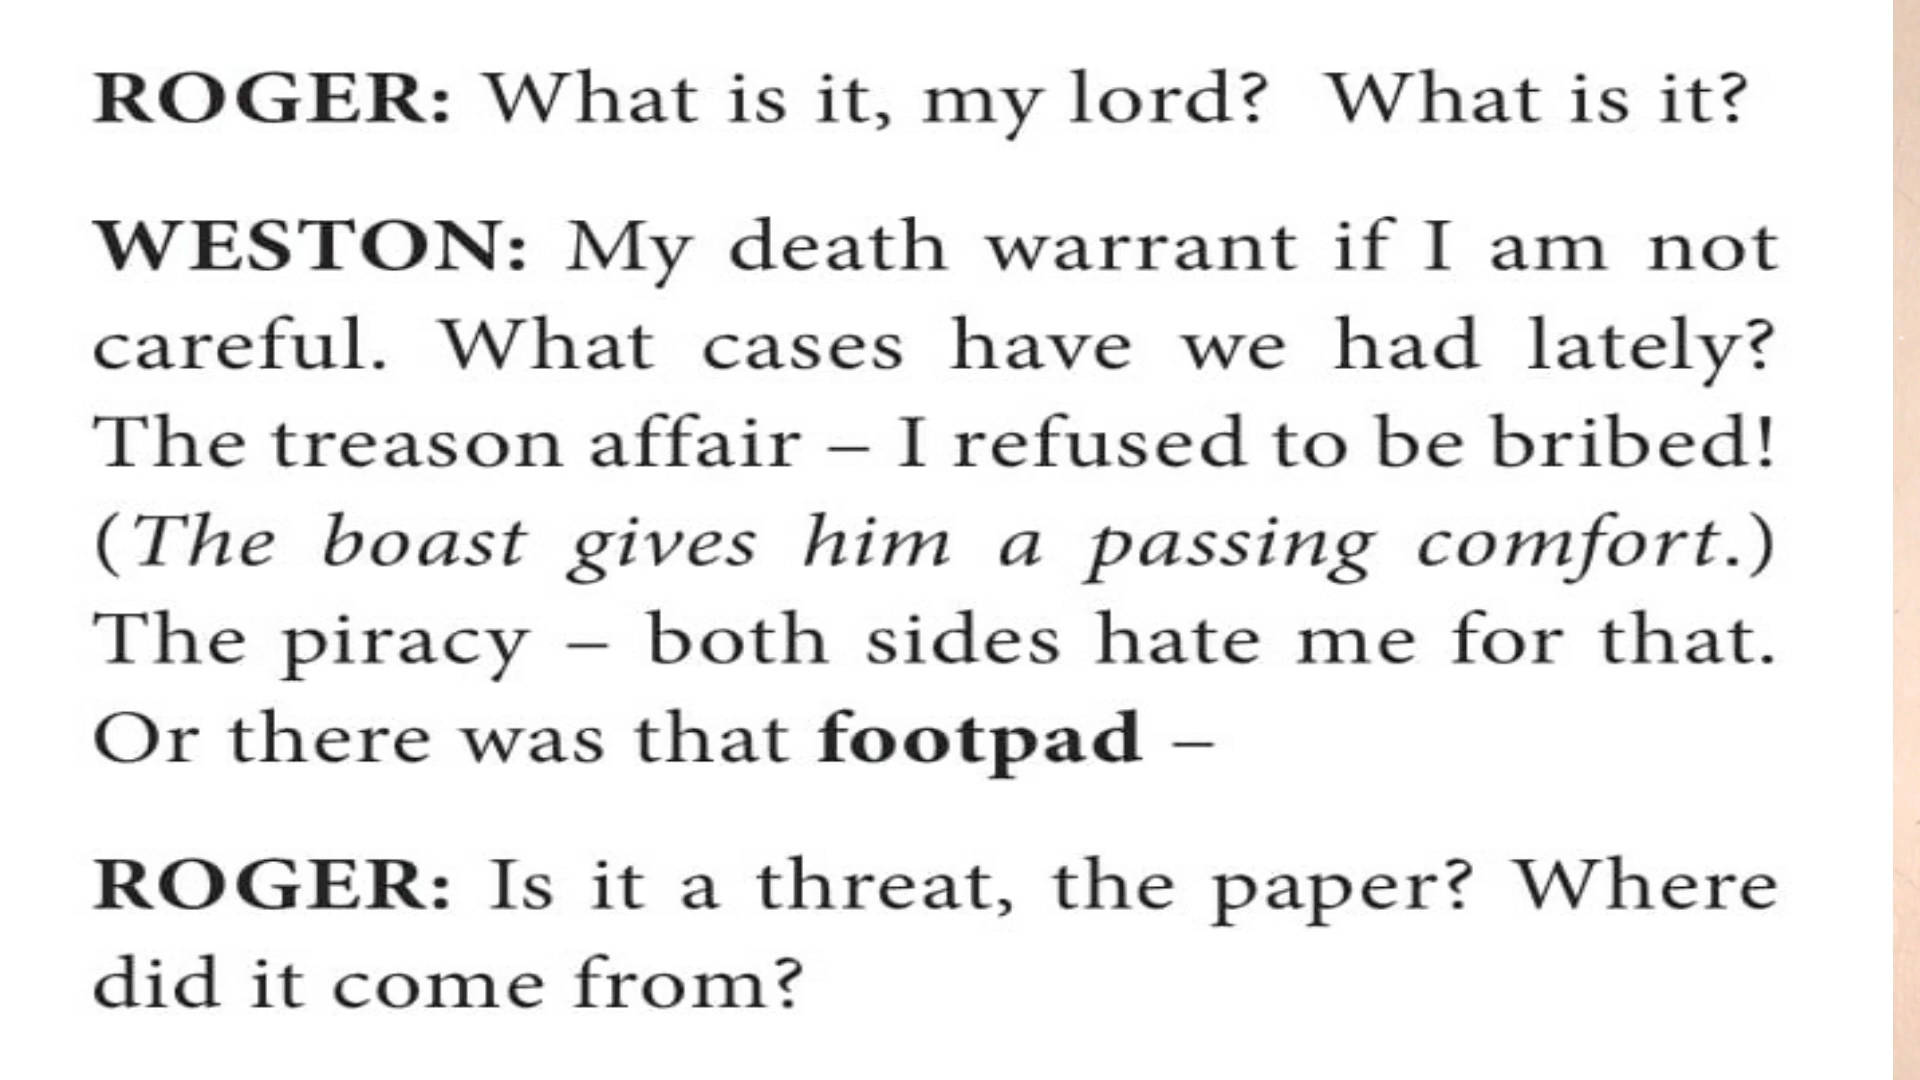 ROGER: What is it, my lord? What is it?
WESTON: My death warrant if I am not
careful. What cases have we had lately?
The treason affair – I refused to be bribed!
(The boast gives him a passing comfort.)
The piracy – both sides hate me for that.
Or there was that footpad –
ROGER: Is it a threat, the paper? Where
did it come from?